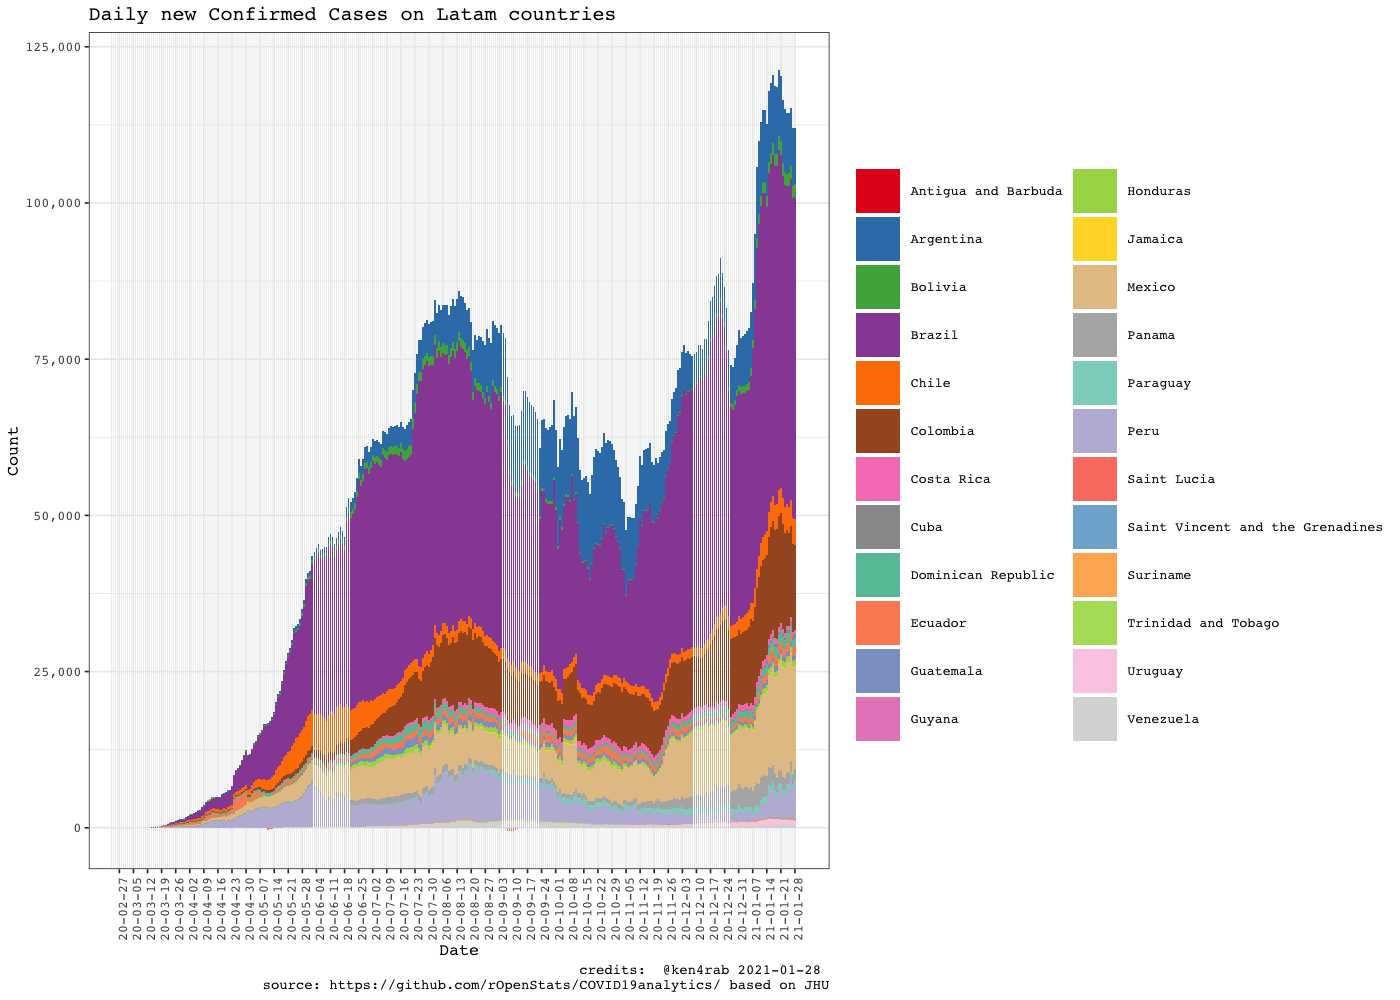 Daily new Confirmed Cases on Latam countries
125,000
100,000
75,000
50,000
25,000
0
Count
20-02-27
20-03-05
20-03-12
20-03-19
20-03-26
20-04-02
20-04-09
20-04-16
20-04-23
20-04-30
20-05-07
20-05-14
20-05-21
20-05-28
20-06-04
20-06-11
20-06-18
20-06-25
20-07-02
20-07-09
20-07-16
20-07-23
20-07-30
20-08-06
20-08-13
20-08-20
20-08-27
20-09-03
20-09-10
20-09-17
20-09-24
20-10-01
20-10-08
20-10-15
20-10-22
20-10-29
20-11-05
20-11-12
20-11-19
20-11-26
20-12-03
20-12-10
20-12-17
20-12-24
20-12-31
21-01-07
21-01-14
21-01-21
21-01-28
Date
Antigua and Barbuda
Argentina
Bolivia
Brazil
Chile
Colombia
Costa Rica
Cuba
Dominican Republic
Ecuador
Guatemala
Guyana
Honduras
Jamaica
Mexico
Panama
Paraguay
Peru
Saint Lucia
Saint Vincent and the Grenadines
Suriname
Trinidad and Tobago
Uruguay
Venezuela
credits:  @ken4rab 2021-01-28
source: https://github.com/rOpenStats/COVID19analytics/ based on JHU